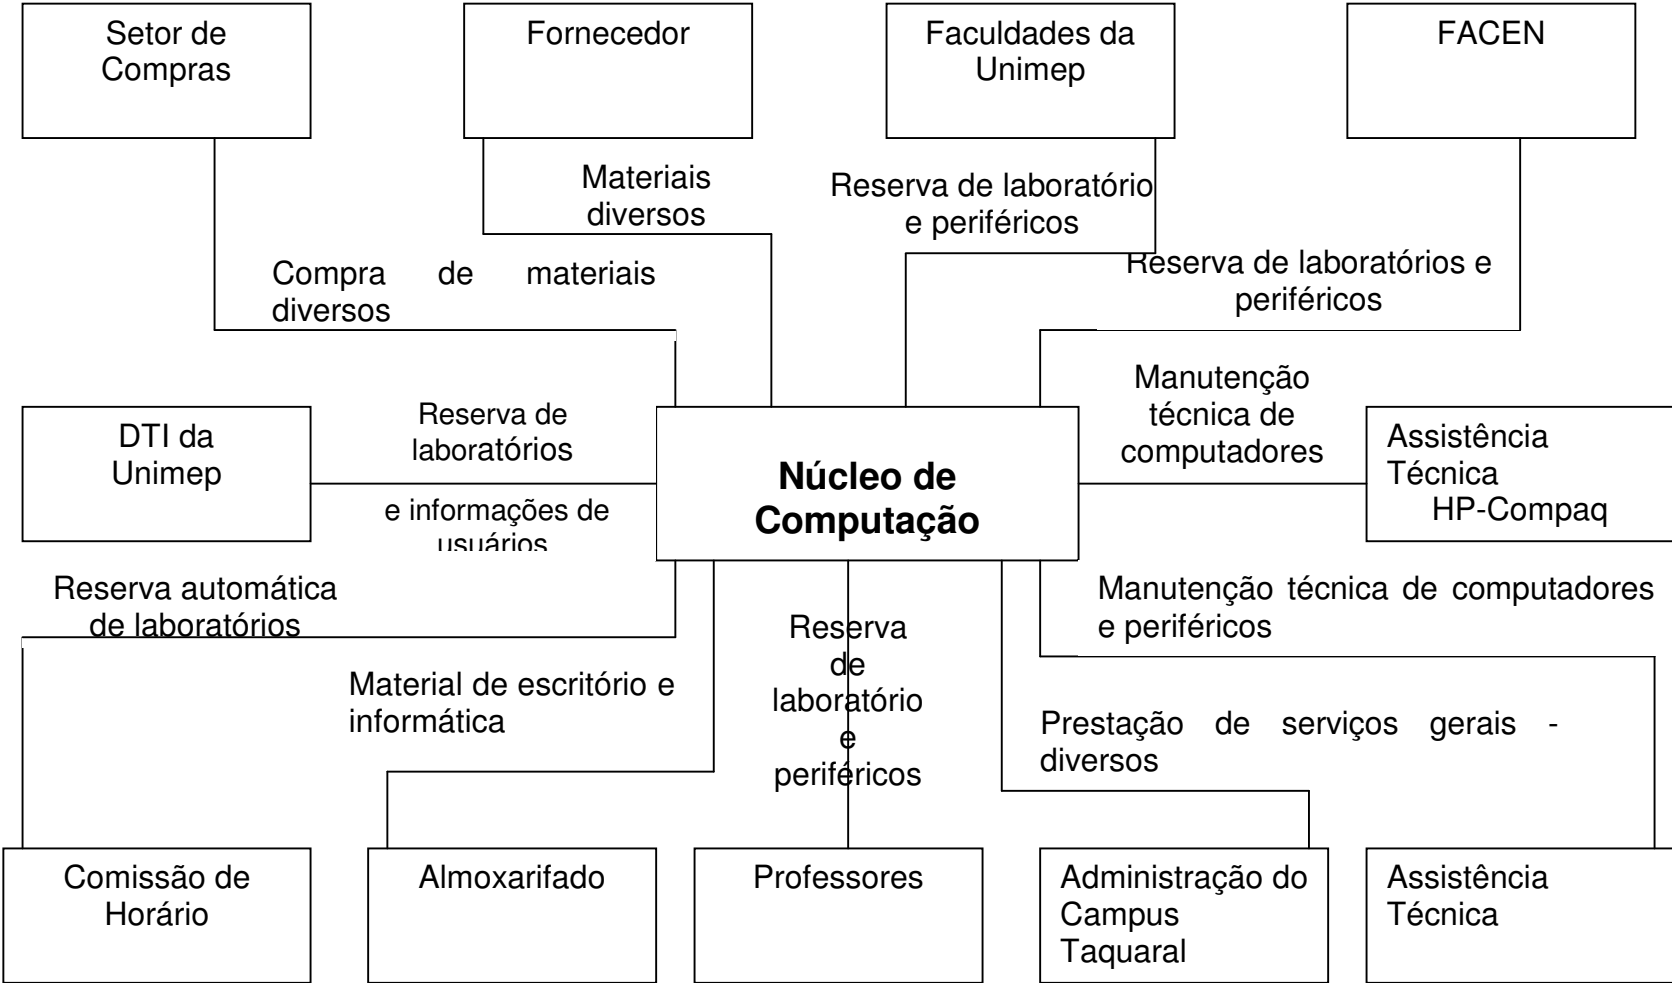 Setor de
Compras
Fornecedor
Faculdades da
Unimep
FACEN
Materiais
diversos
Reserva de laboratório
e periféricos
Compra de materiais
diversos
Reserva de laboratórios e
periféricos
DTI da
Unimep
Reserva de
laboratórios
e informações de
usuários
Núcleo de
Computação
Manutenção
técnica de
computadores
Assistência
Técnica
HP-Compaq
Reserva automática
de laboratórios
Material de escritório e
informática
Reserva
de
laboratório
e
periféricos
Manutenção técnica de computadores
e periféricos
Prestação de serviços gerais -
diversos
Comissão de
Horário
Almoxarifado
Professores
Administração do
Campus
Taquaral
Assistência
Técnica